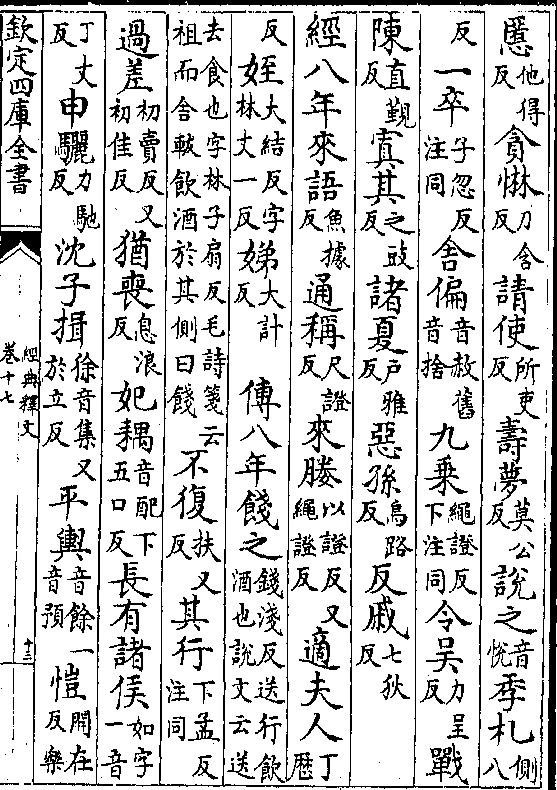 慝他得反貪惏力含反請使所吏反壽夢莫公反說之音悅季札側八
反一卒子忽反注同舍偏音赦舊音捨九乗繩證反下注同令吳力呈反戰
陳直覲反寘其之豉反諸夏户雅反惡孫烏路反反戚七狄反
經八年來語魚據反通稱尺證反來媵以證反又繩證反適夫人丁歷
反姪大結反字林丈一反娣大計反傳八年餞之錢淺反送行飲酒也說文云送
去食也字林子扇反毛詩箋云祖而舍軷飲酒於其側曰餞不復扶又反其行下孟反注同
過差初賣反又初佳反猶喪息浪反妃耦音配下五口反長有諸侯如字一音
丁丈反申驪力馳反沈子揖徐音集又於立反平輿音餘一音預愷開在反樂
欽定四庫全書
經典釋文
卷十七
十三